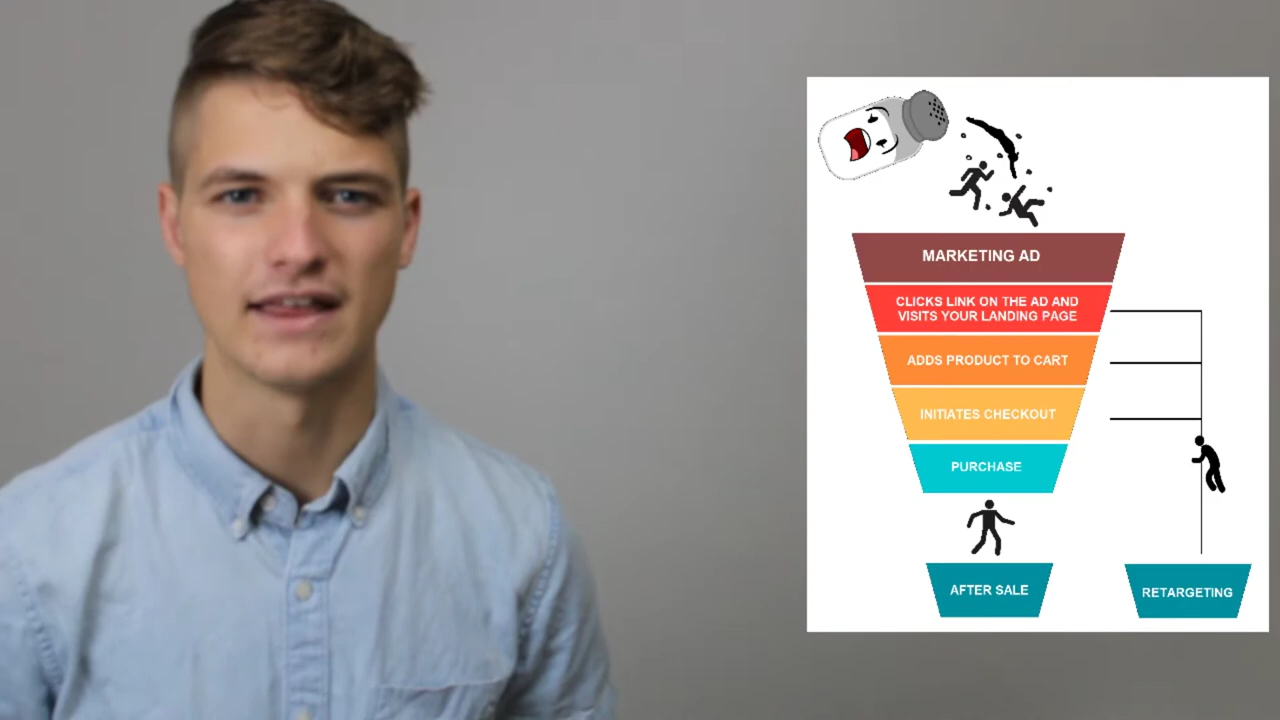 MARKETING AD
CLICKS LINK ON THE AD AND
VISITS YOUR LANDING PAGE
ADDS PRODUCT TO CART
INITIATES CHECKOUT
PURCHASE
AFTER SALE
RETARGETING